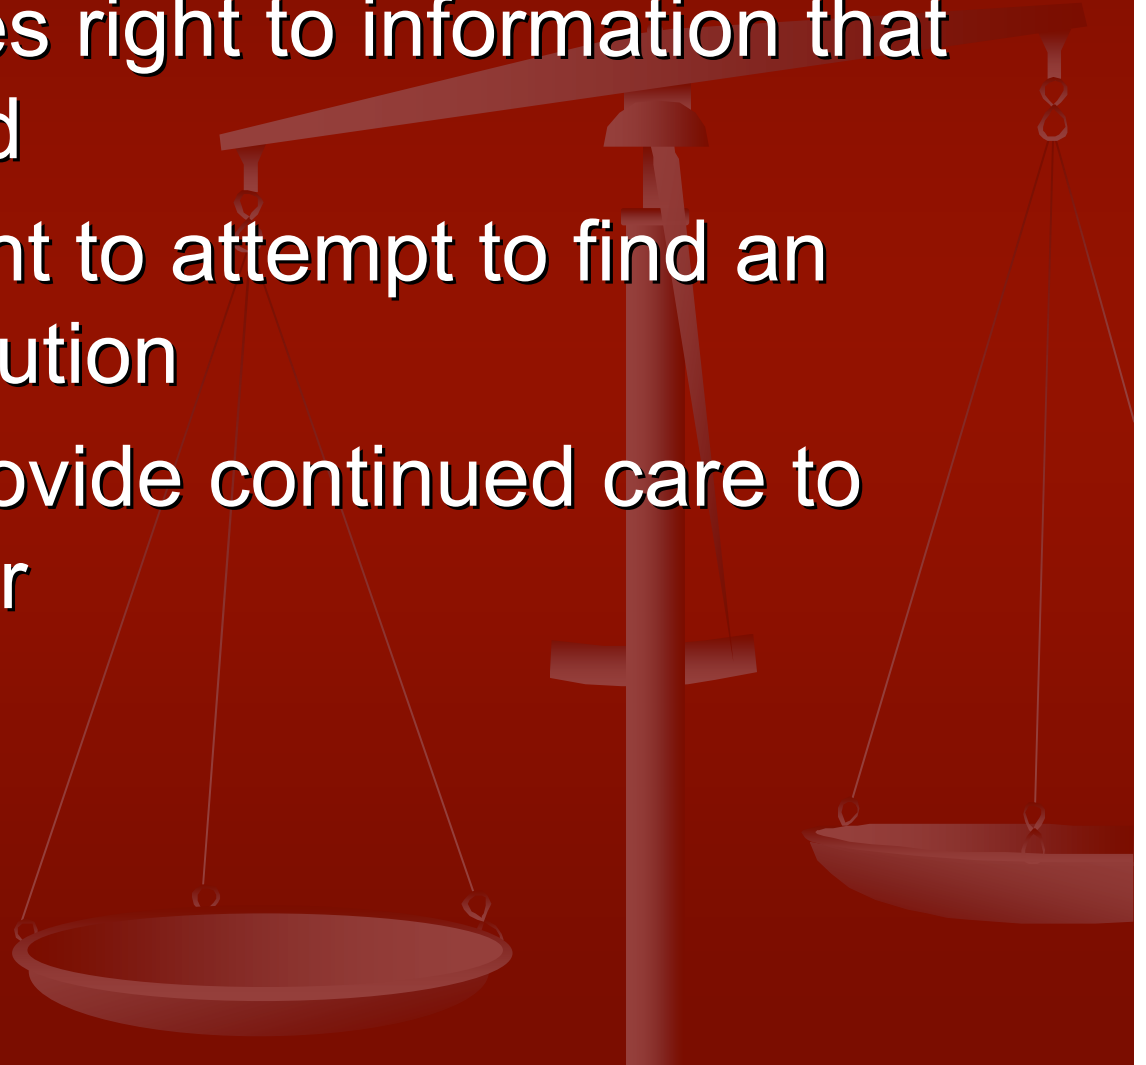 es right to information that
d
nt to attempt to find an
ution
ovide continued care to
r